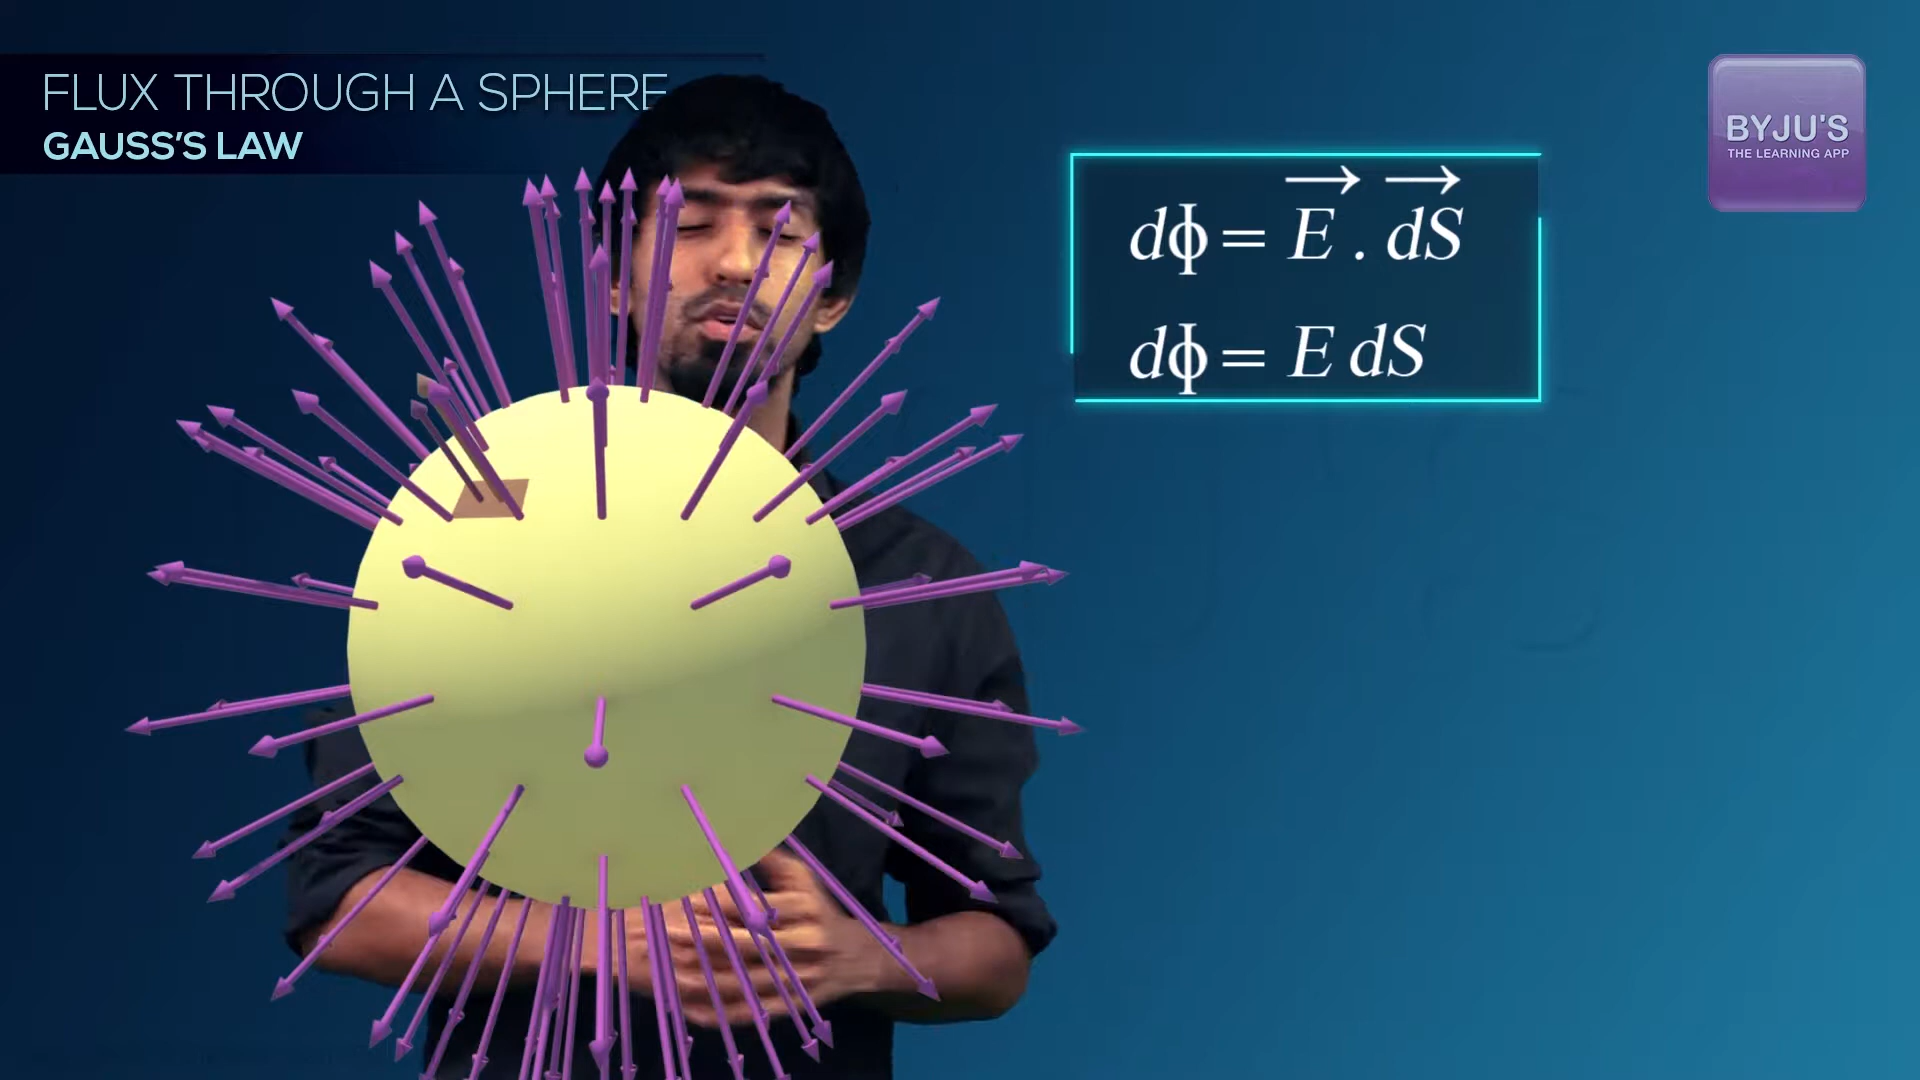 FLUX THROUGH A SPHERE
GAUSS'S LAW
BYJU'S
THE LEARNING APP
dϕ = E⃗ . dS⃗
dϕ = E dS